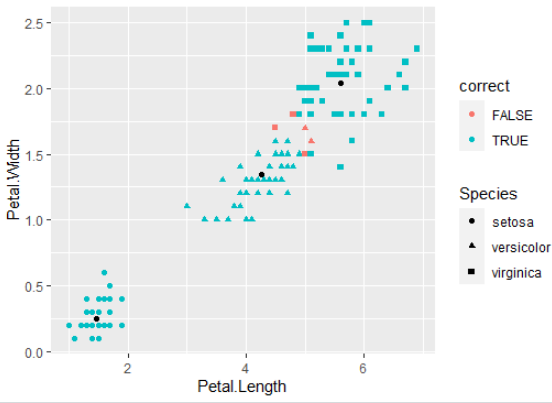 2.5
2.0
1.5
1.0
0.5
0.0
Petal.Width
2
4
6
Petal.Length
correct
FALSE
TRUE
Species
setosa
versicolor
virginica